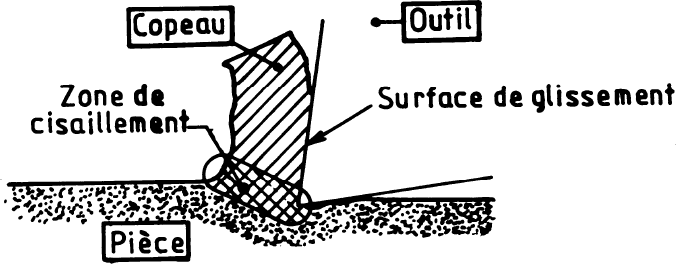 Copeau
Outil
Zone de
cisaillement
Surface de glissement
Pièce